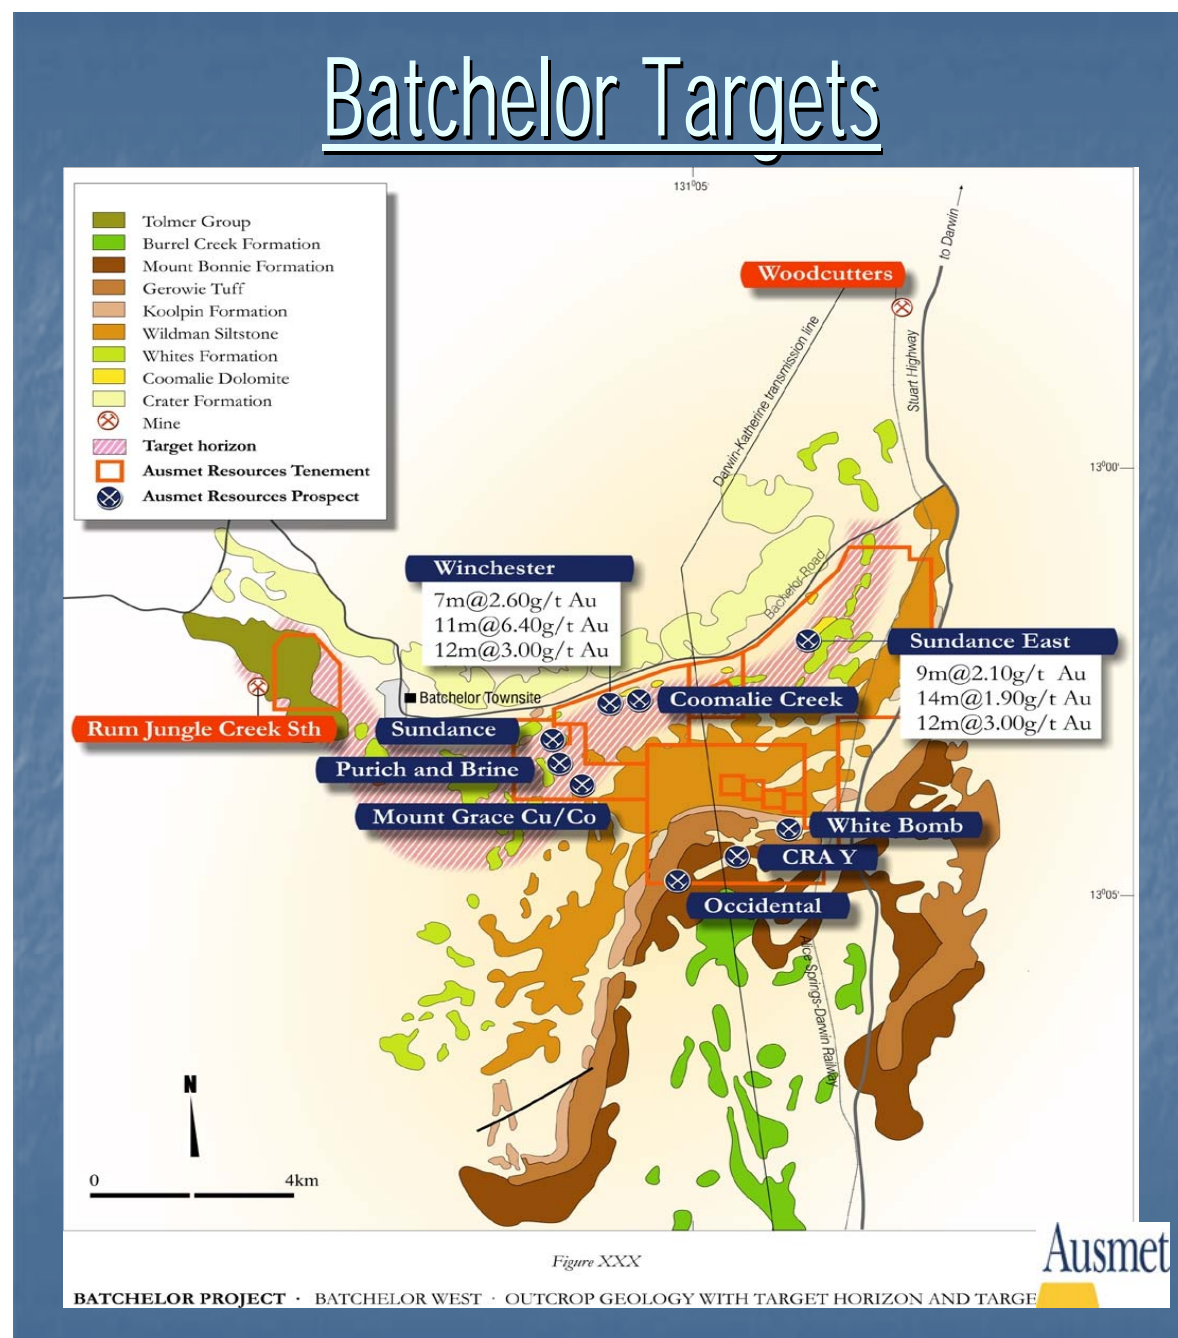 Batchelor Targets
131°05'
Tolmer Group
Burrel Creek Formation
Mount Bonnie Formation
Gerowie Tuff
Koolpin Formation
Wildman Siltstone
Whites Formation
Coomalie Dolomite
Crater Formation
Mine
Target horizon
Ausmet Resources Tenement
Ausmet Resources Prospect
to Darwin
Woodcutters
Darwin-Katherine transmission line
Stuart Highway
13°00'
Winchester
7m@2.60g/t Au
11m@6.40g/t Au
12m@3.00g/t Au
Bachelor Road
Sundance East
9m@2.10g/t Au
14m@1.90g/t Au
12m@3.00g/t Au
Batchelor Townsite
Coomalie Creek
Rum Jungle Creek Sth
Sundance
Purich and Brine
Mount Grace Cu/Co
White Bomb
CRA Y
Occidental
13°05'
Alice Springs-Darwin Railway
N
0 4km
Figure XXX
Ausmet
BATCHELOR PROJECT · BATCHELOR WEST · OUTCROP GEOLOGY WITH TARGET HORIZON AND TARGE